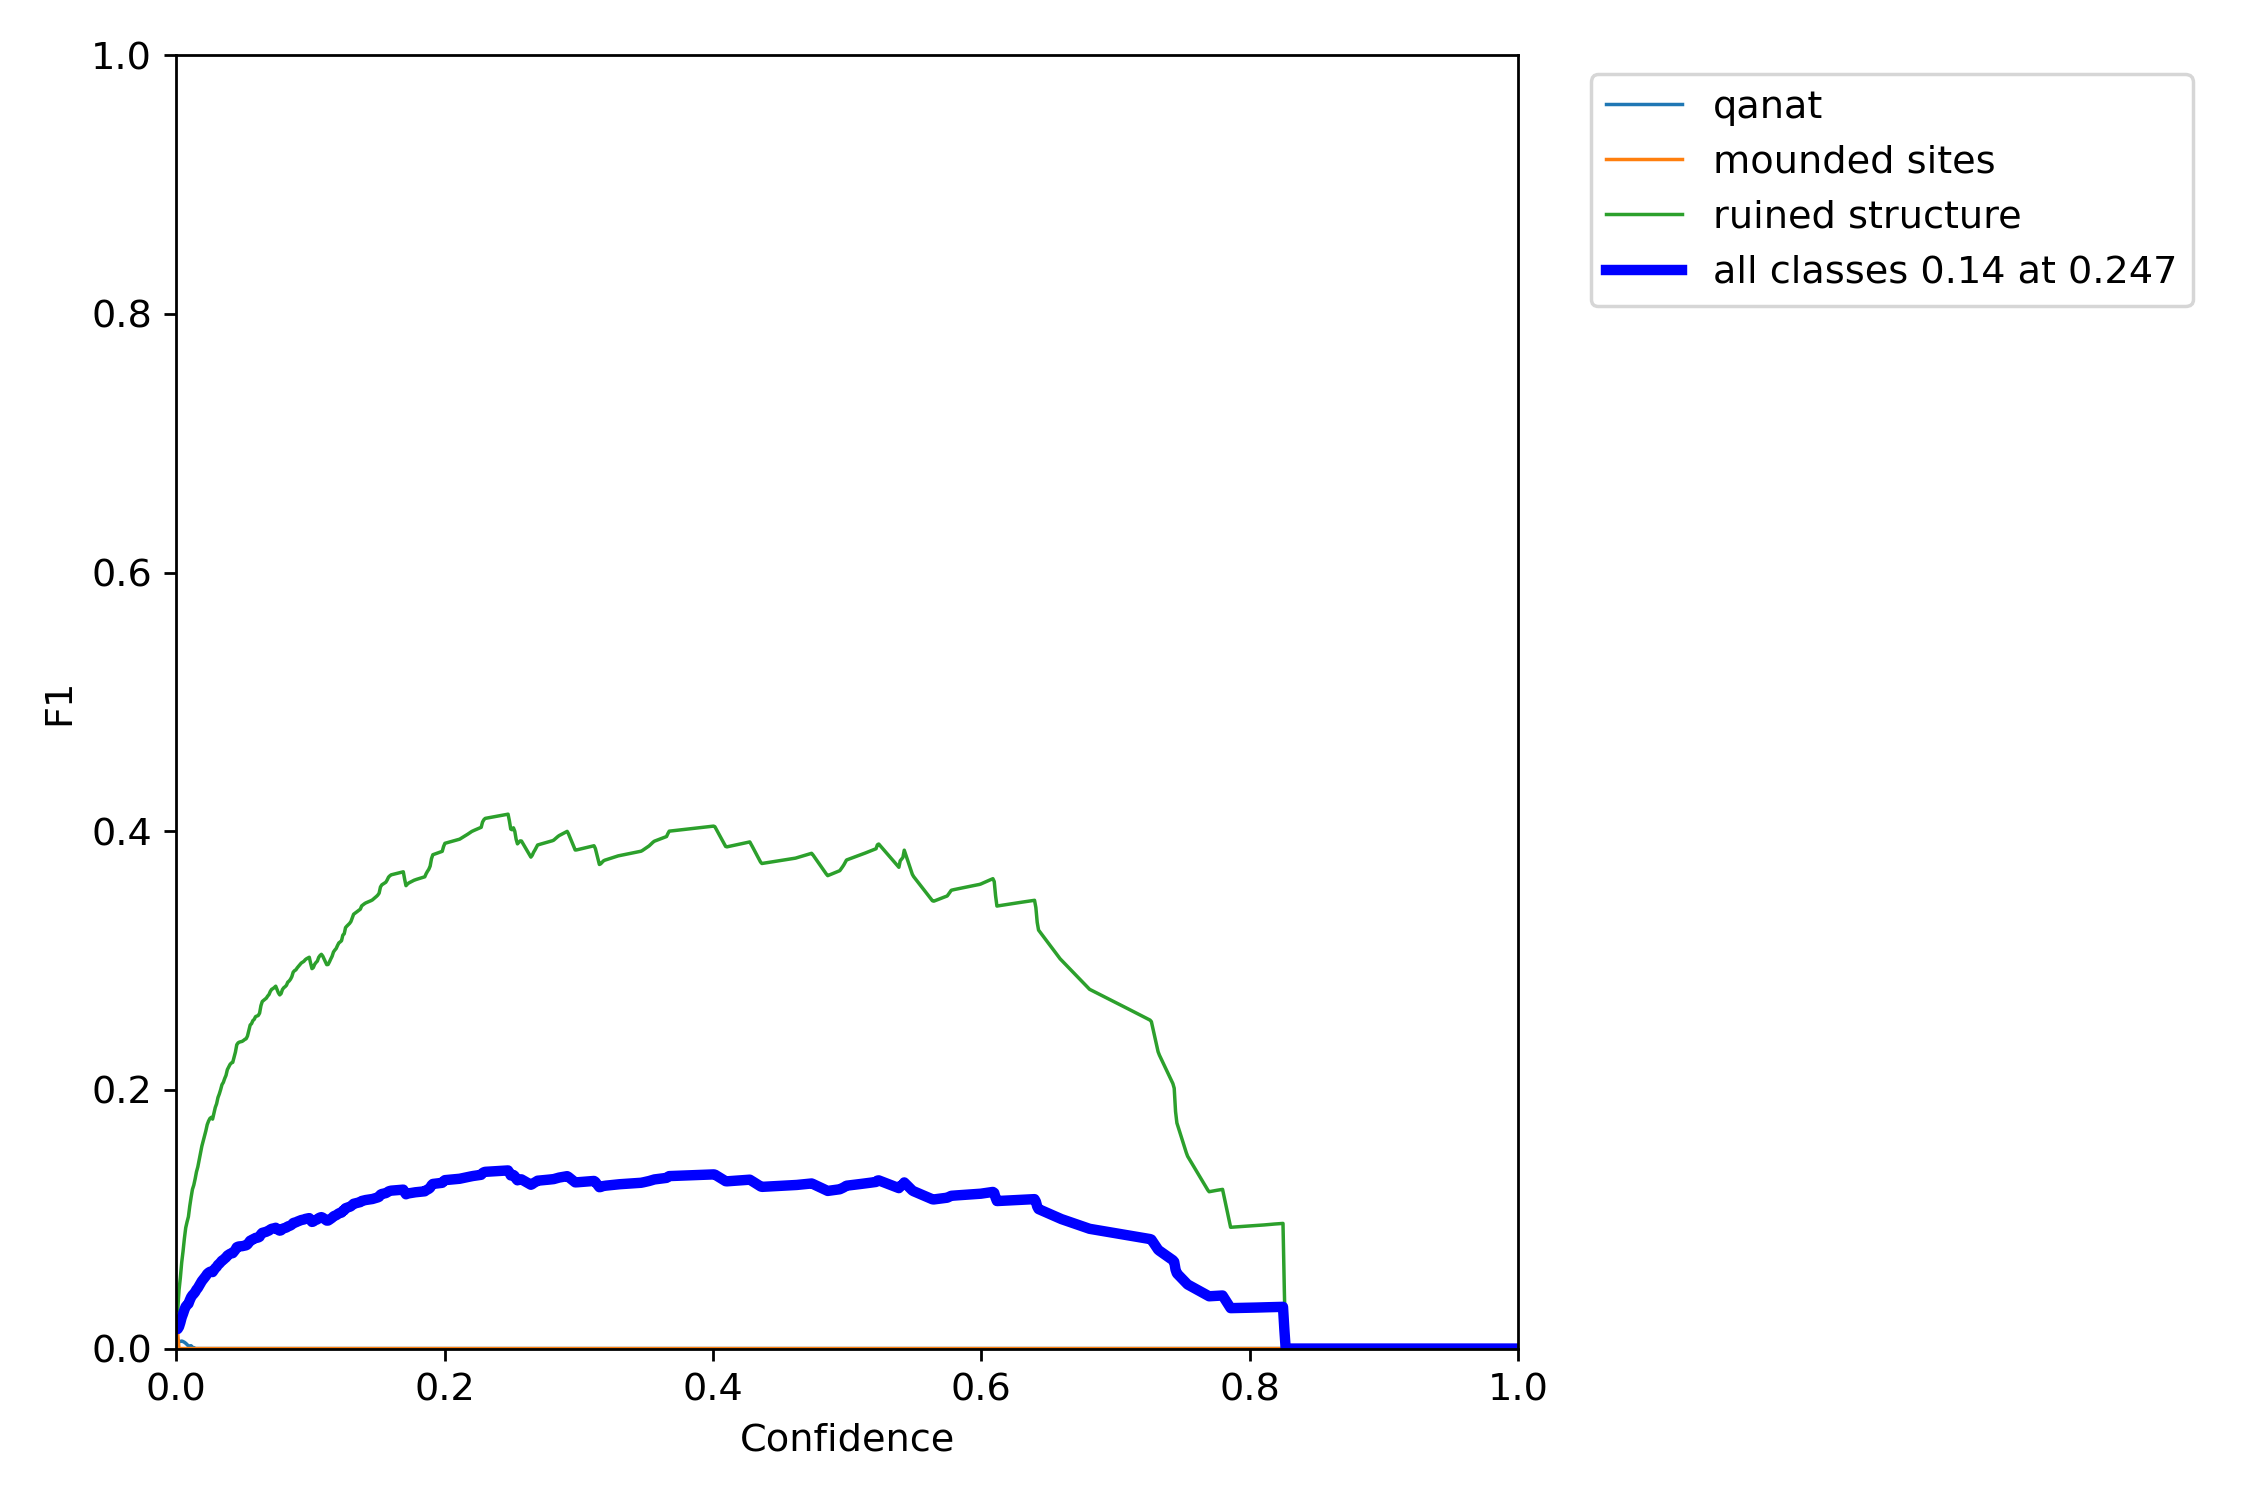 1.0
0.8
0.6
0.4
0.2
0.0
F1
0.0 0.2 0.4 0.6 0.8 1.0
Confidence
qanat
mounded sites
ruined structure
all classes 0.14 at 0.247